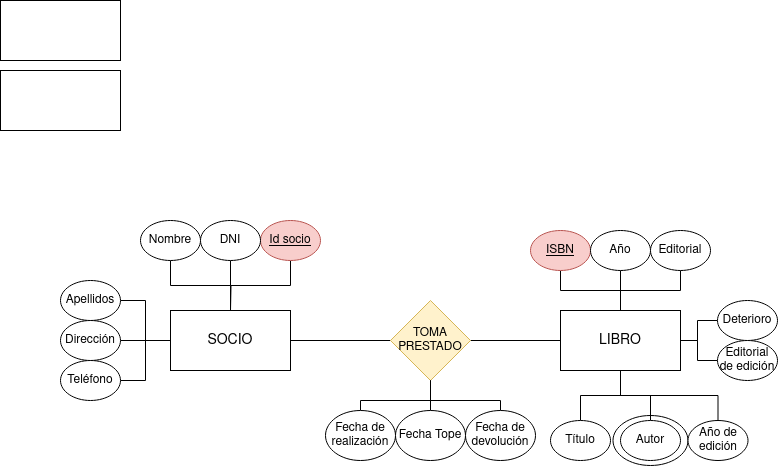 Nombre
DNI
Id socio
ISBN
Año
Editorial
Apellidos
Dirección
Teléfono
SOCIO
TOMA
PRESTADO
LIBRO
Deterioro
Editorial
de edición
Fecha de
realización
Fecha Tope
Fecha de
devolución
Título
Autor
Año de
edición